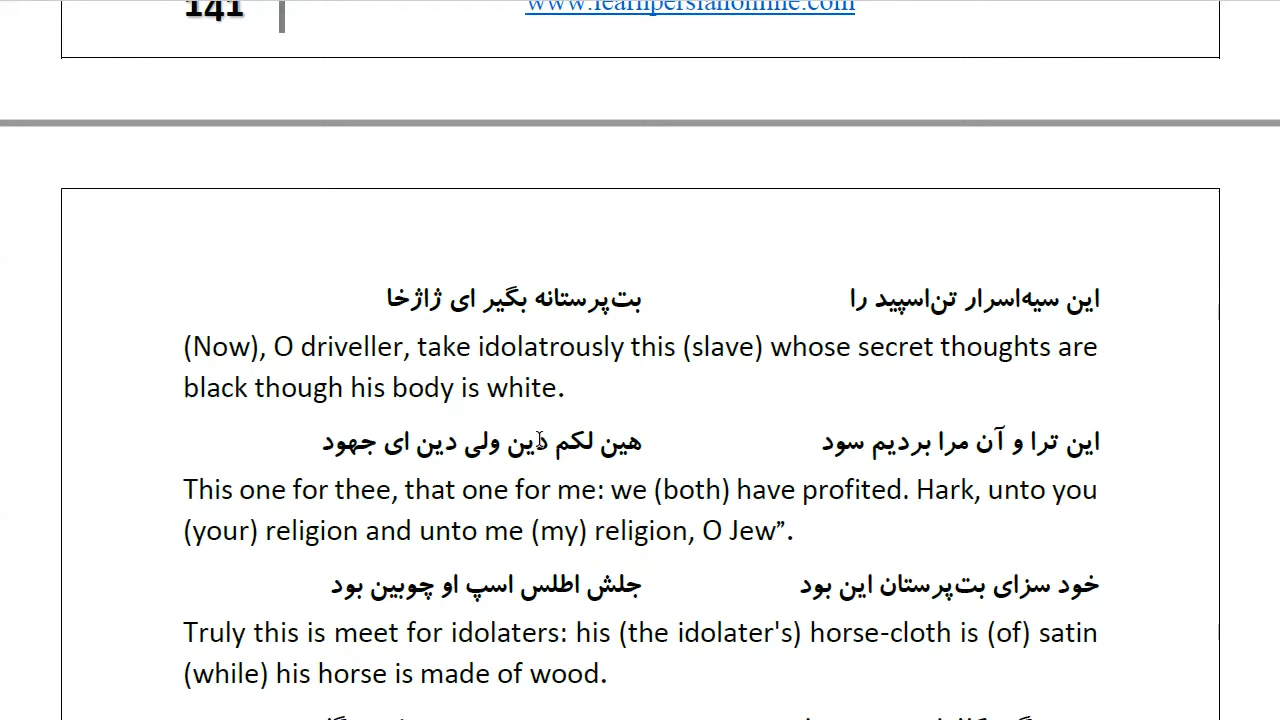 141 www.learnpersianonline.com
این سیه‌اسرار تن‌اسپید را بت‌پرستانه بگیر ای ژاژخا
(Now), O driveller, take idolatrously this (slave) whose secret thoughts are
black though his body is white.
این ترا و آن مرا بردیم سود هین لکم دین ولی دین ای جهود
This one for thee, that one for me: we (both) have profited. Hark, unto you
(your) religion and unto me (my) religion, O Jew”.
خود سزای بت‌پرستان این بود جلش اطلس اسپ او چوبین بود
Truly this is meet for idolaters: his (the idolater's) horse-cloth is (of) satin
(while) his horse is made of wood.